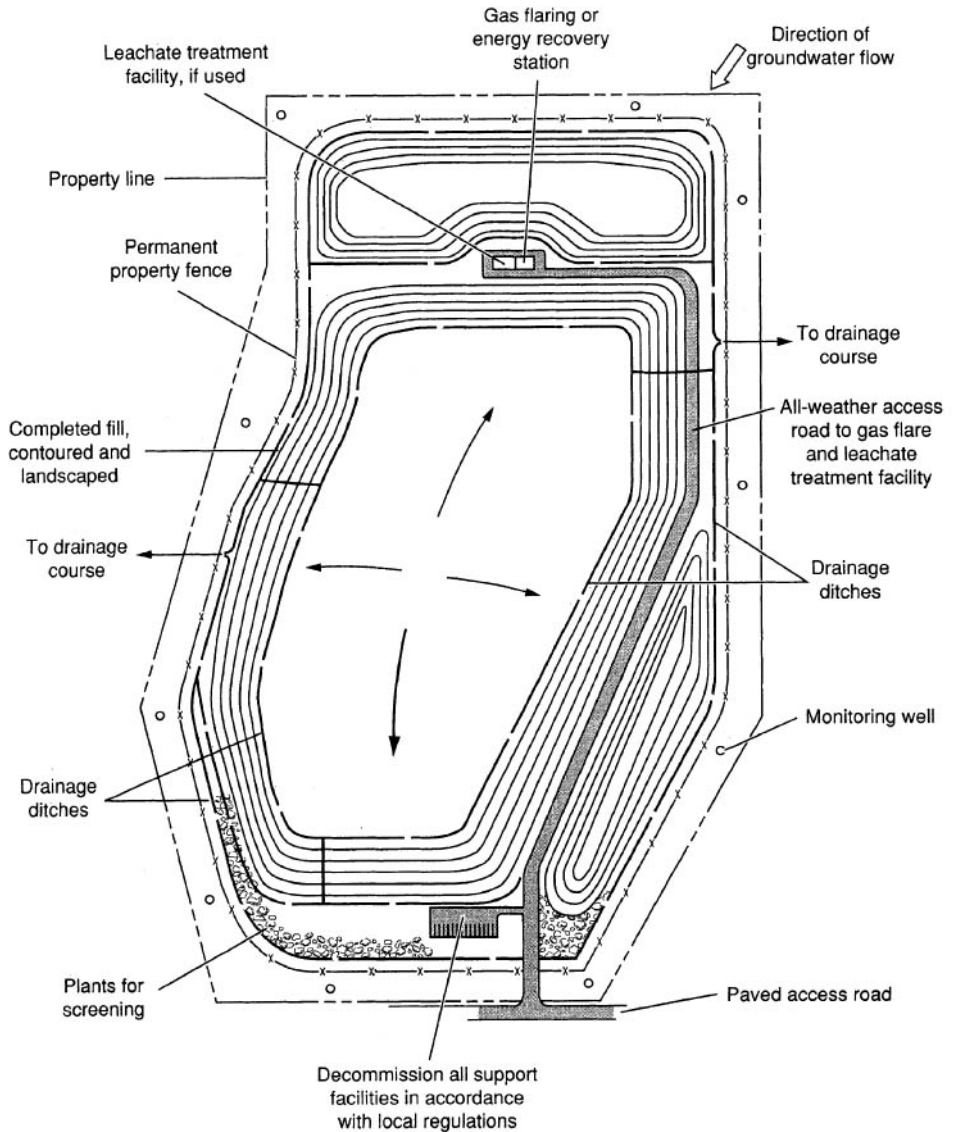 Gas flaring or
energy recovery
station
Direction of
groundwater flow
Leachate treatment
facility, if used
Property line
Permanent
property fence
To drainage
course
Completed fill,
contoured and
landscaped
All-weather access
road to gas flare
and leachate
treatment facility
To drainage
course
Drainage
ditches
Monitoring well
Drainage
ditches
Plants for
screening
Paved access road
Decommission all support
facilities in accordance
with local regulations